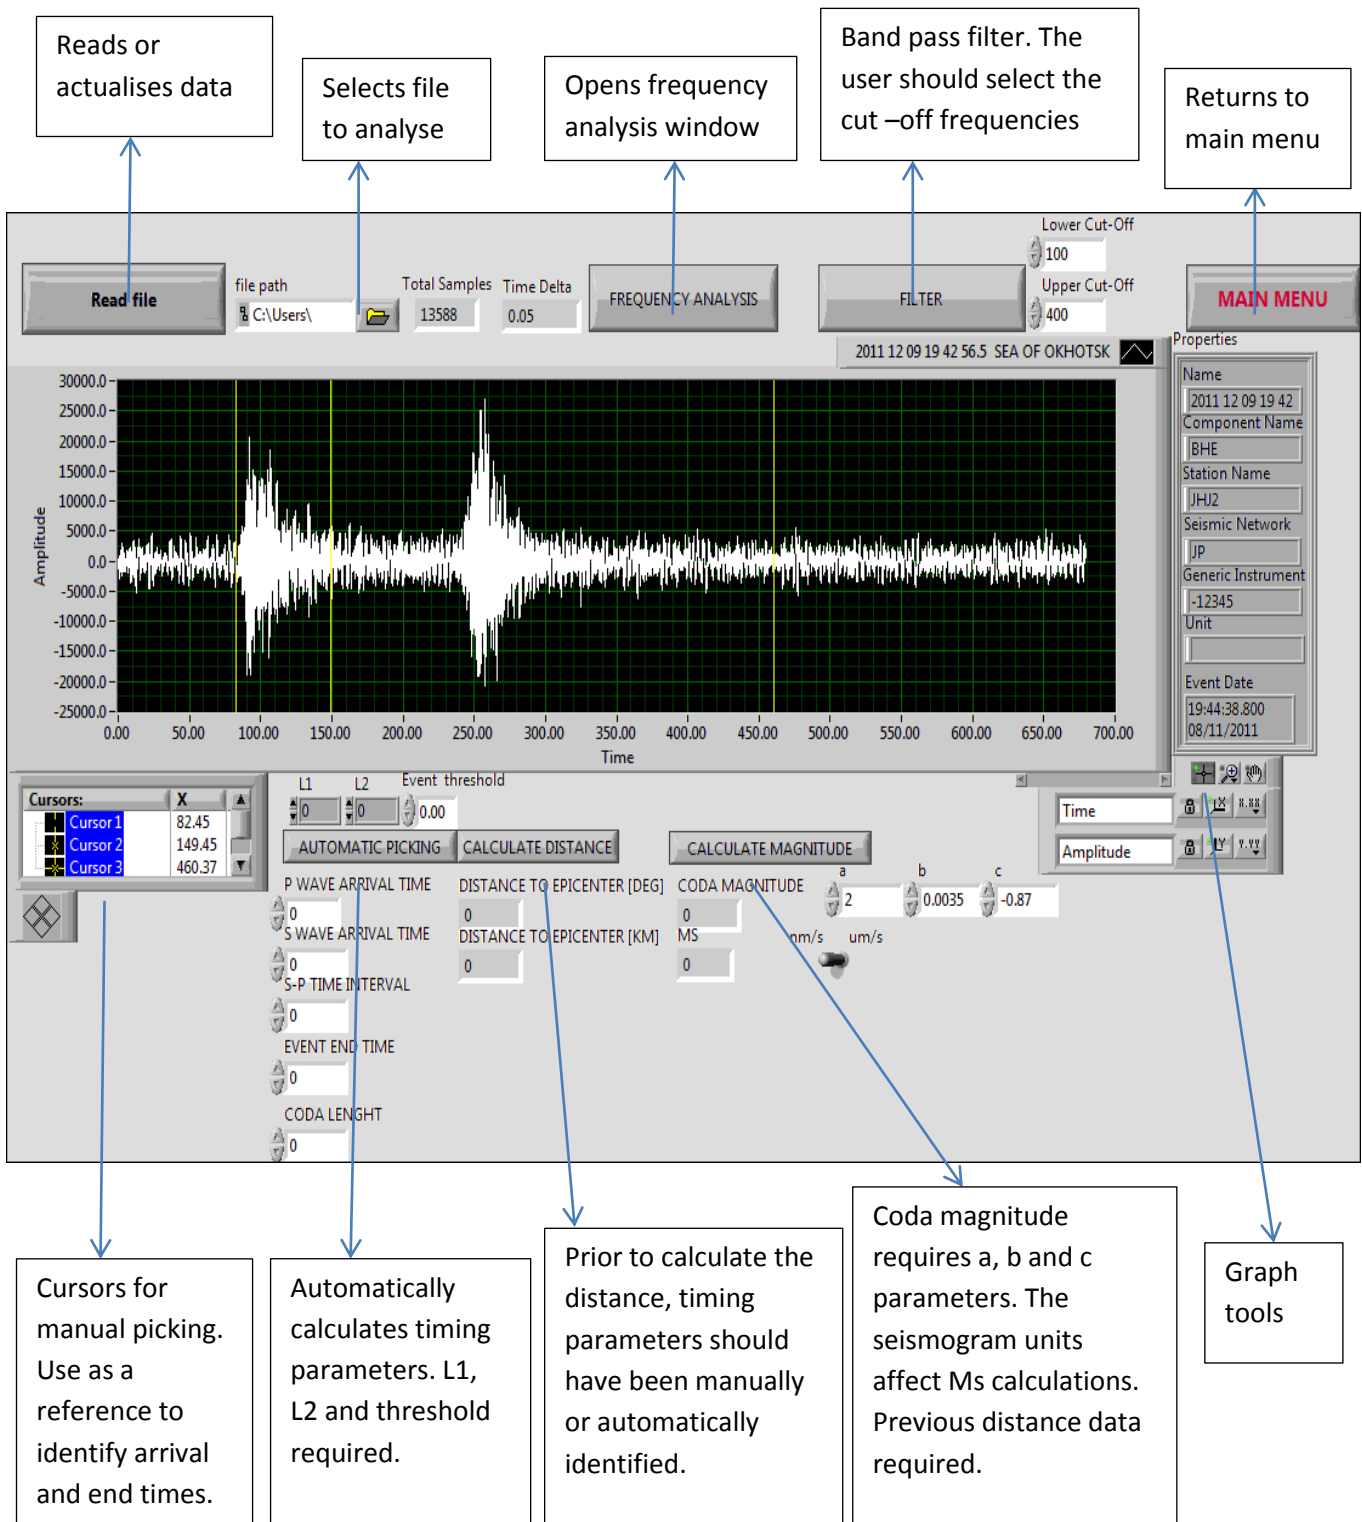 Reads or
actualises data
Selects file
to analyse
Opens frequency
analysis window
Band pass filter. The
user should select the
cut –off frequencies
Returns to
main menu
Read file
file path
C:\Users\
Total Samples
13588
Time Delta
0.05
FREQUENCY ANALYSIS
FILTER
Lower Cut-Off
100
Upper Cut-Off
400
MAIN MENU
2011 12 09 19 42 56.5 SEA OF OKHOTSK
Properties
Name
2011 12 09 19 42
Component Name
BHE
Station Name
JHJ2
Seismic Network
JP
Generic Instrument
-12345
Unit
Event Date
19:44:38.800
08/11/2011
Amplitude
30000.0
25000.0
20000.0
15000.0
10000.0
5000.0
0.0
-5000.0
-10000.0
-15000.0
-20000.0
-25000.0
0.00 50.00 100.00 150.00 200.00 250.00 300.00 350.00 400.00 450.00 500.00 550.00 600.00 650.00 700.00
Time
Cursors: X
Cursor 1 82.45
Cursor 2 149.45
Cursor 3 460.37
L1 L2 Event threshold
0 0 0.00
AUTOMATIC PICKING
CALCULATE DISTANCE
CALCULATE MAGNITUDE
Time
X.XX
Amplitude
Y.YY
P WAVE ARRIVAL TIME
0
S WAVE ARRIVAL TIME
0
S-P TIME INTERVAL
0
EVENT END TIME
0
CODA LENGHT
0
DISTANCE TO EPICENTER [DEG]
0
DISTANCE TO EPICENTER [KM]
0
CODA MAGNITUDE
0
MS
0
a b c
2 0.0035 -0.87
nm/s um/s
Cursors for
manual picking.
Use as a
reference to
identify arrival
and end times.
Automatically
calculates timing
parameters. L1,
L2 and threshold
required.
Prior to calculate the
distance, timing
parameters should
have been manually
or automatically
identified.
Coda magnitude
requires a, b and c
parameters. The
seismogram units
affect Ms calculations.
Previous distance data
required.
Graph
tools